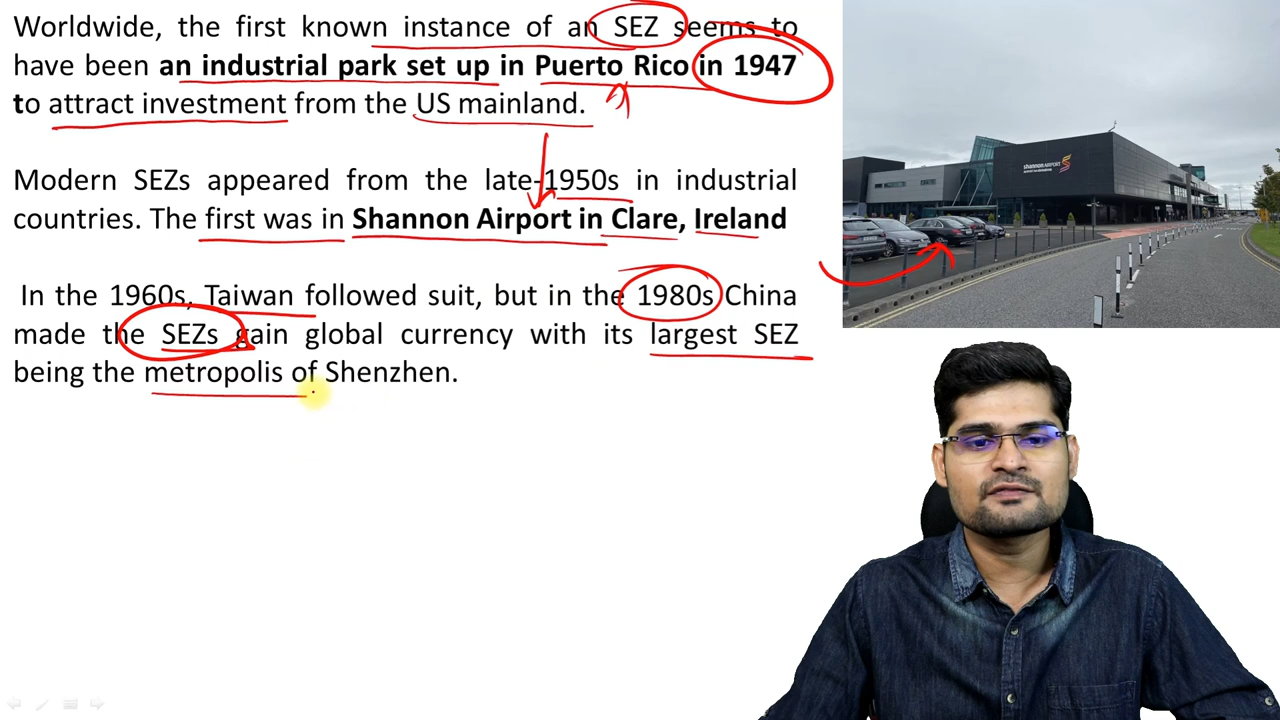 Worldwide, the first known instance of an SEZ seems to
have been an industrial park set up in Puerto Rico in 1947
to attract investment from the US mainland.
Modern SEZs appeared from the late-1950s in industrial
countries. The first was in Shannon Airport in Clare, Ireland
In the 1960s, Taiwan followed suit, but in the 1980s China
made the SEZs gain global currency with its largest SEZ
being the metropolis of Shenzhen.
shannon AIRPORT